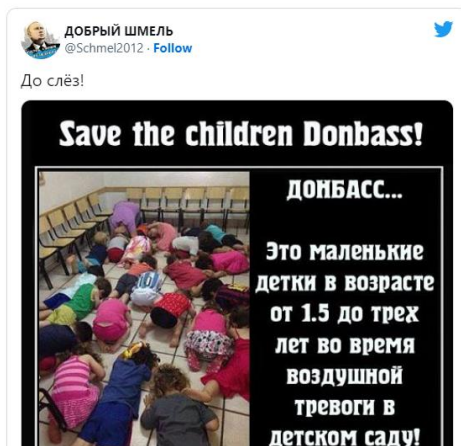 ДОБРЫЙ ШМЕЛЬ
@Schmel2012 · Follow
До слёз!
Save the children Donbass!
ДОНБАСС...
Это маленькие
детки в возрасте
от 1.5 до трех
лет во время
воздушной
тревоги в
детском саду!